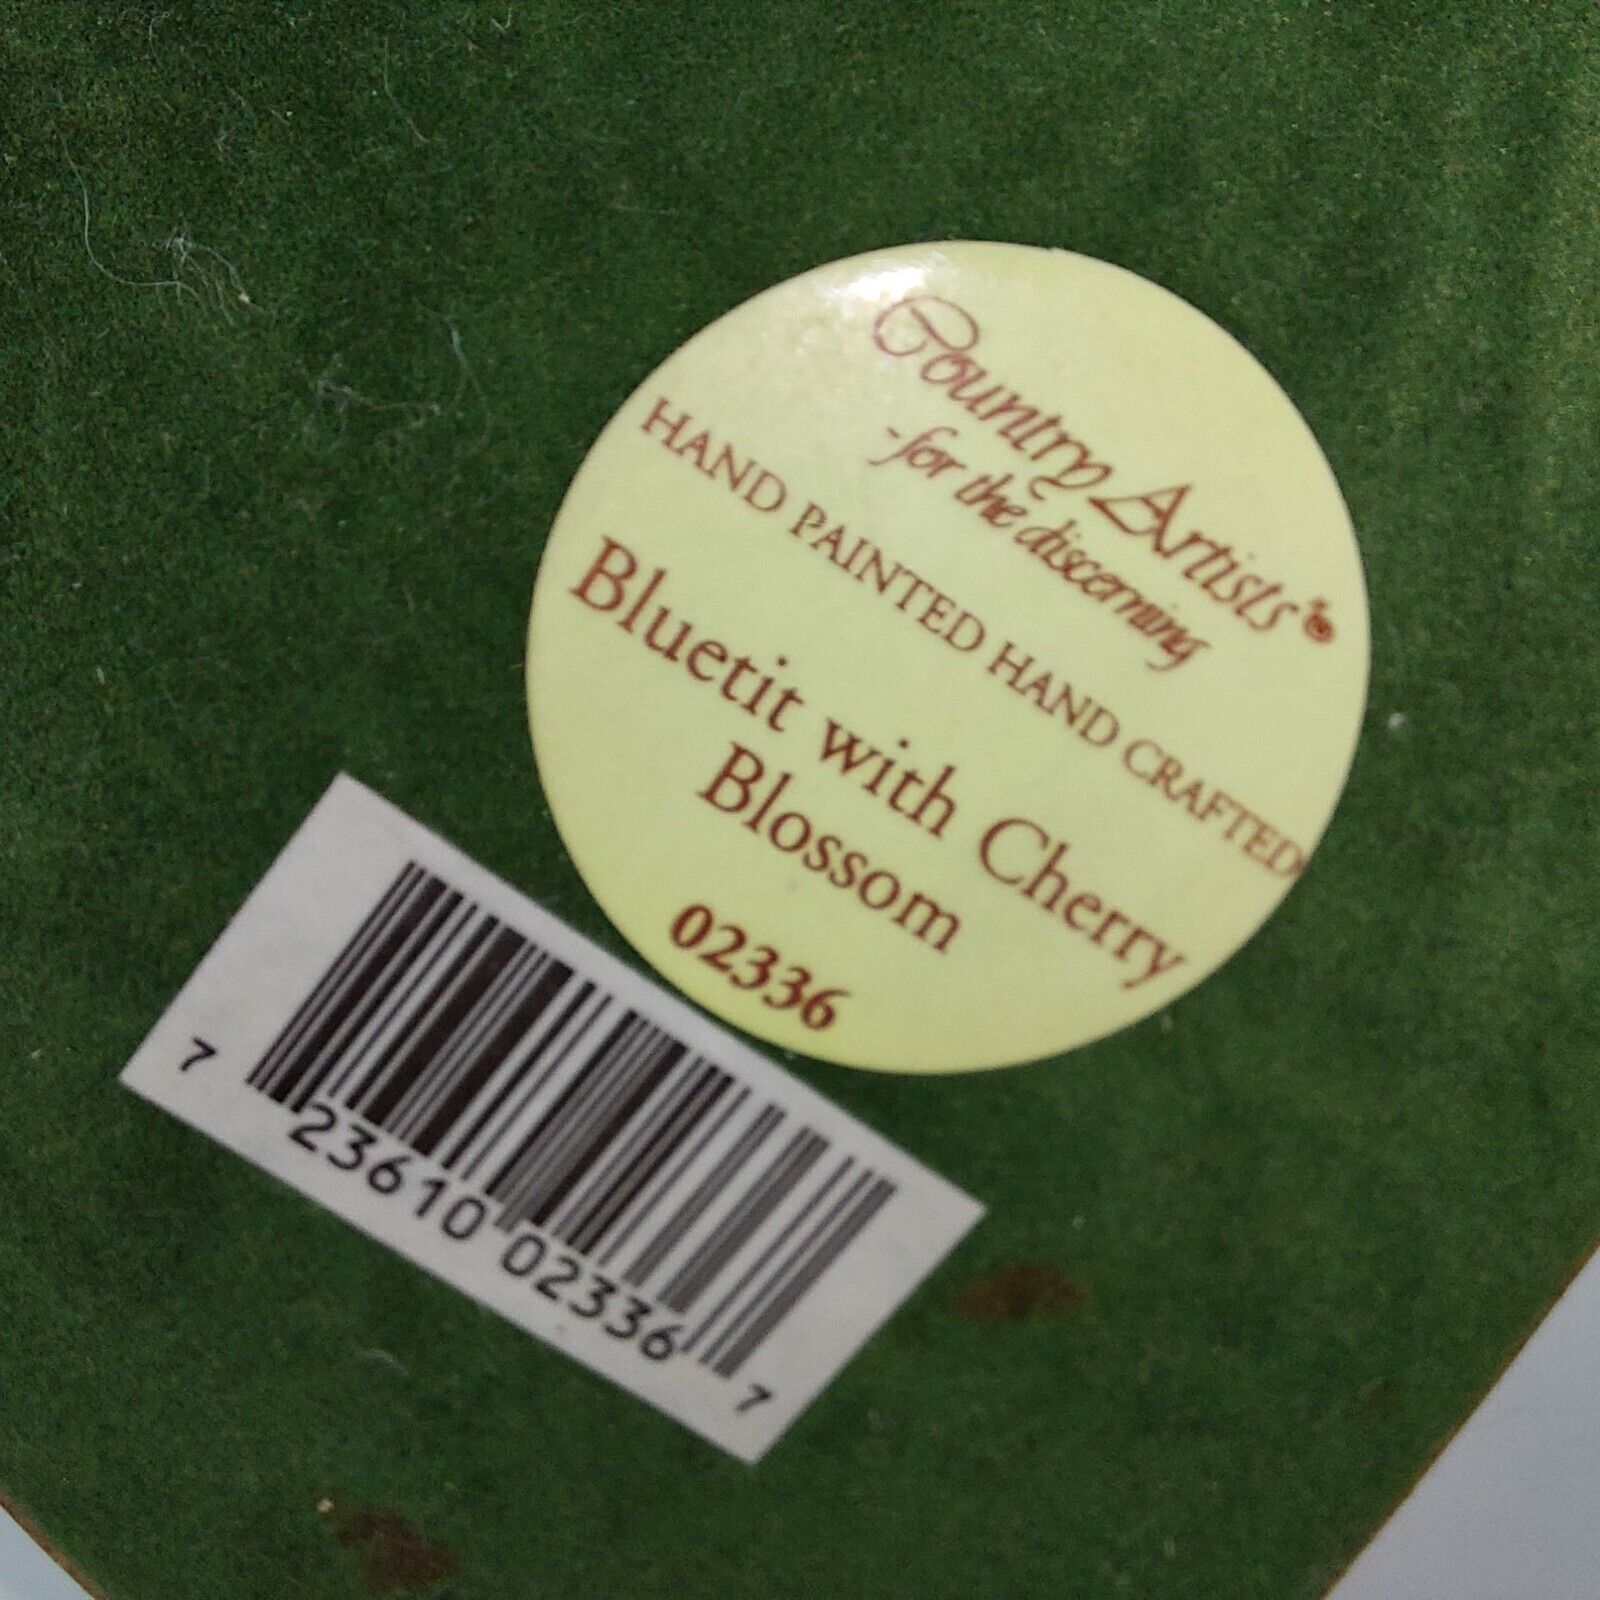 Country Artists®
-for the discerning
HAND PAINTED HAND CRAFTED
Bluetit with Cherry
Blossom
02336
7 23610 02336 7